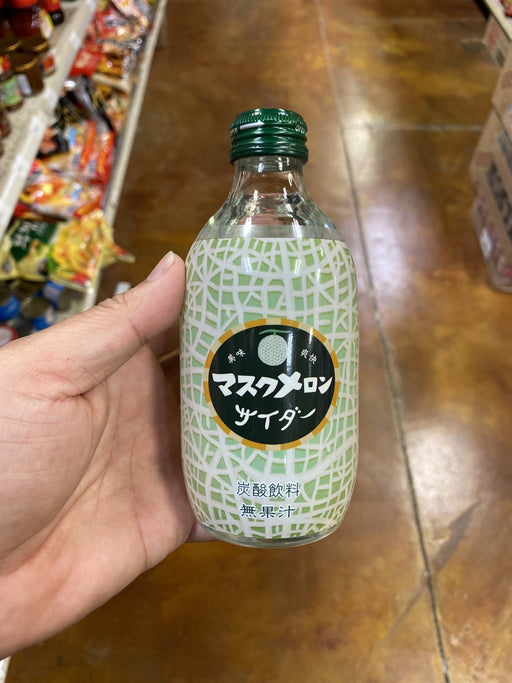 美味 爽快
マスクメロン
サイダー
炭酸飲料
無果汁